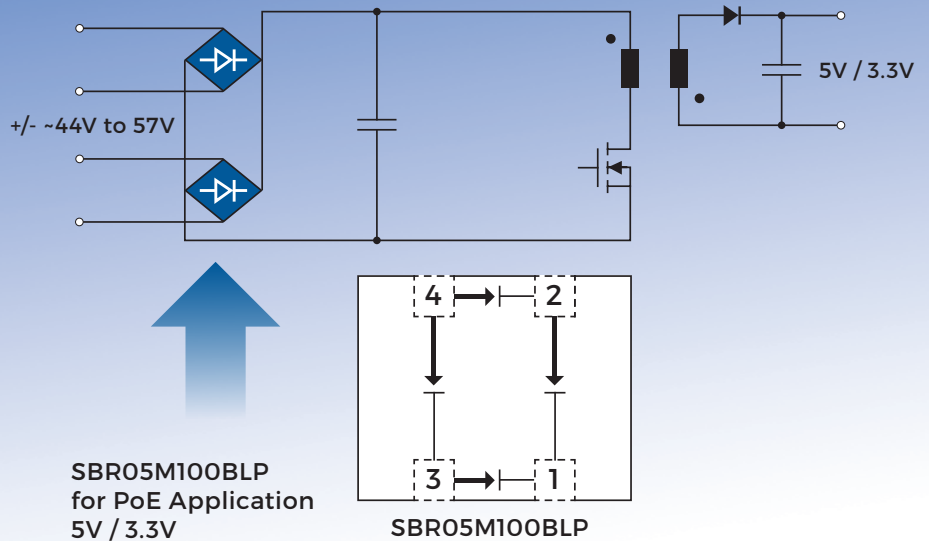 5V / 3.3V
+/- ~44V to 57V
4 2
3 1
SBR05M100BLP
for PoE Application
5V / 3.3V
SBR05M100BLP